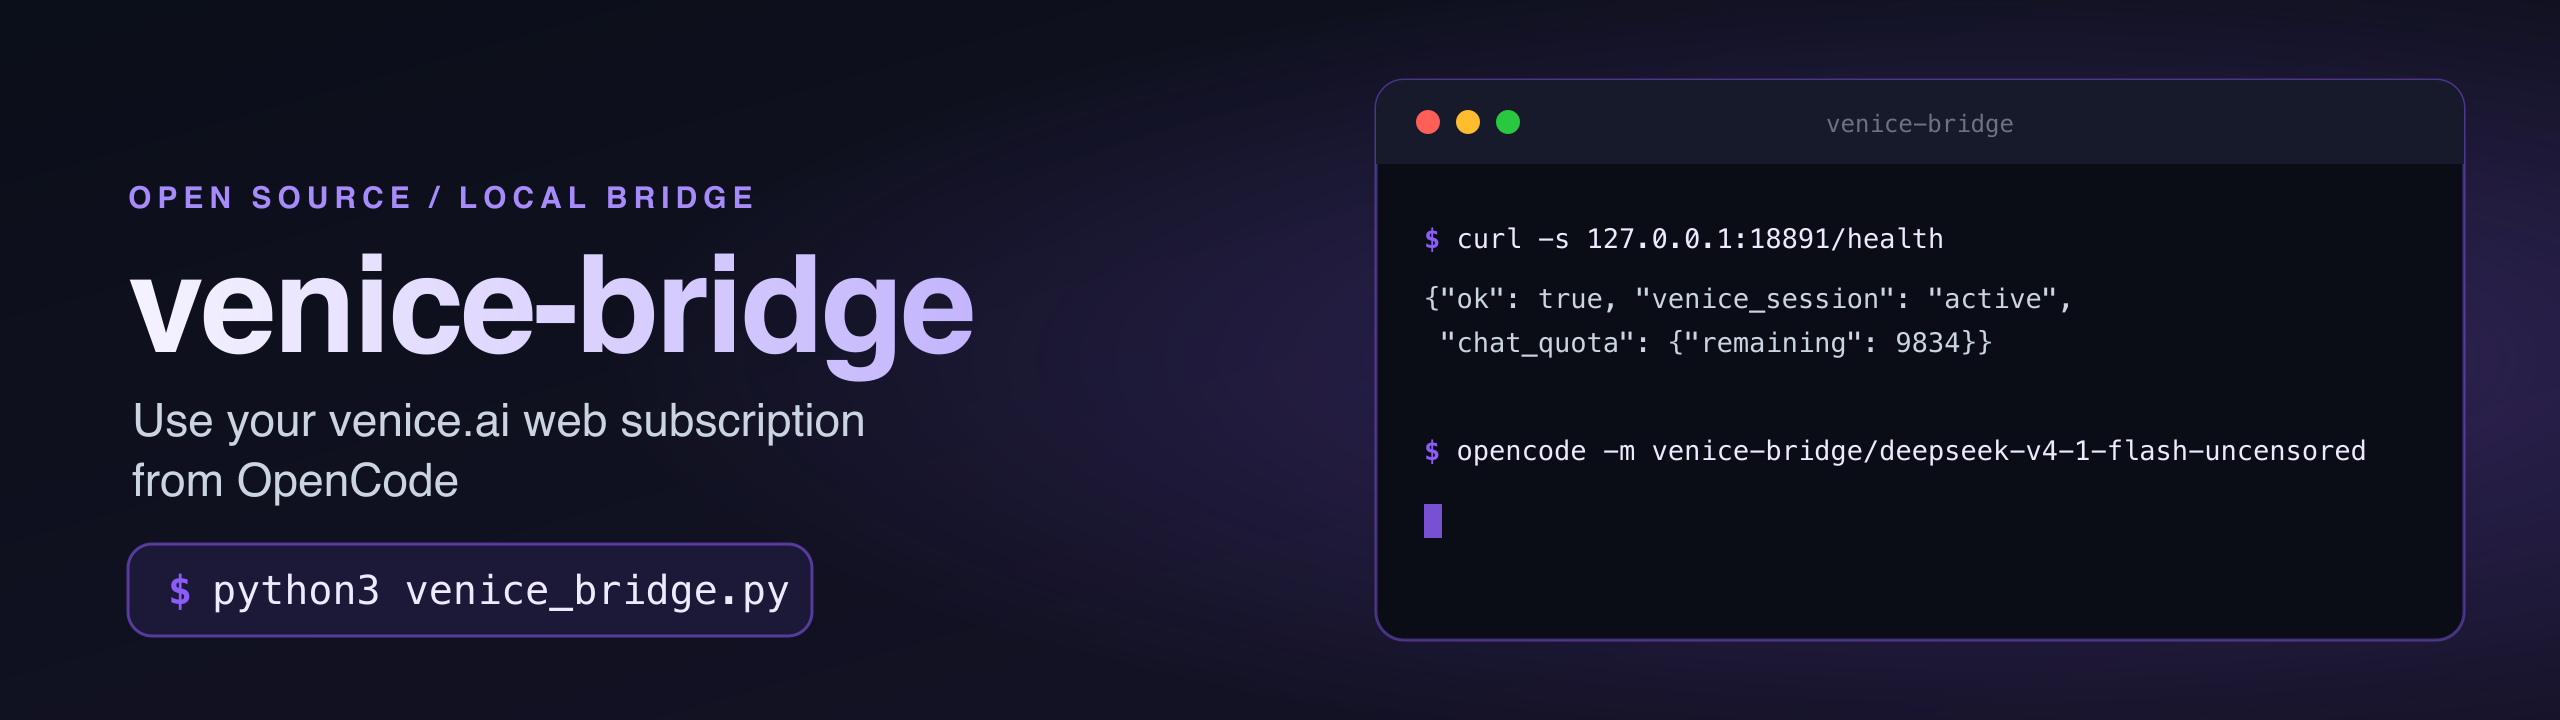 OPEN SOURCE / LOCAL BRIDGE
venice-bridge
Use your venice.ai web subscription
from OpenCode
$ python3 venice_bridge.py
venice-bridge
$ curl -s 127.0.0.1:18891/health
{"ok": true, "venice_session": "active",
 "chat_quota": {"remaining": 9834}}
$ opencode -m venice-bridge/deepseek-v4-1-flash-uncensored